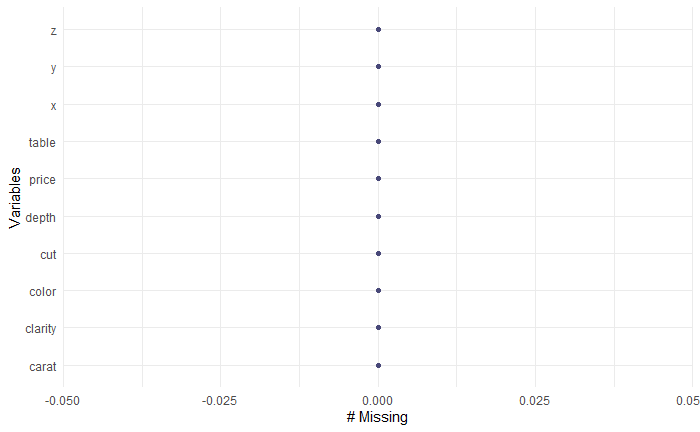 z
y
x
table
price
depth
cut
color
clarity
carat
Variables
-0.050 -0.025 0.000 0.025 0.05
# Missing